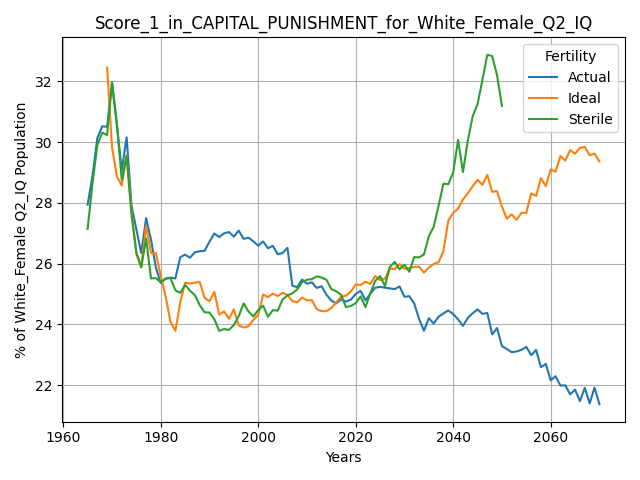 Score_1_in_CAPITAL_PUNISHMENT_for_White_Female_Q2_IQ
% of White_Female Q2_IQ Population
32
30
28
26
24
22
Fertility
Actual
Ideal
Sterile
1960
1980
2000
2020
2040
2060
Years